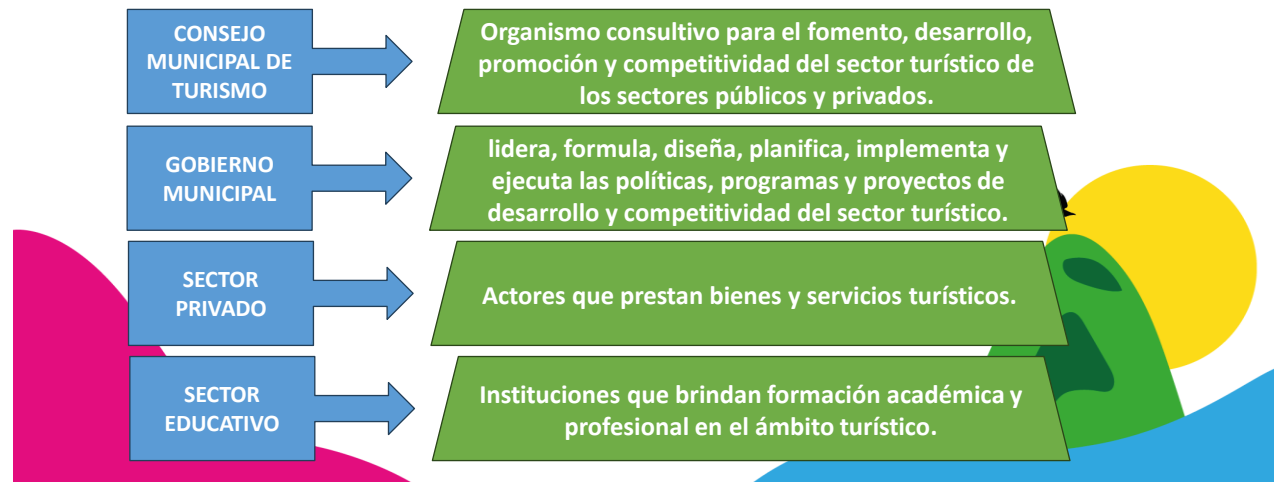 CONSEJO
MUNICIPAL DE
TURISMO
Organismo consultivo para el fomento, desarrollo,
promoción y competitividad del sector turístico de
los sectores públicos y privados.
GOBIERNO
MUNICIPAL
lidera, formula, diseña, planifica, implementa y
ejecuta las políticas, programas y proyectos de
desarrollo y competitividad del sector turístico.
SECTOR
PRIVADO
Actores que prestan bienes y servicios turísticos.
SECTOR
EDUCATIVO
Instituciones que brindan formación académica y
profesional en el ámbito turístico.